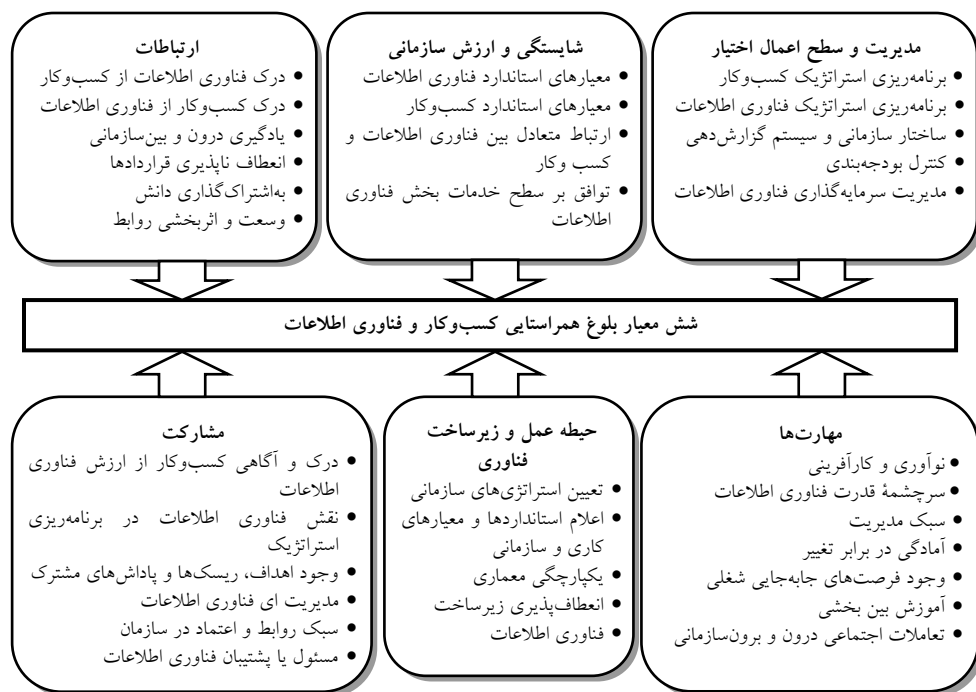 مدیریت و سطح اعمال اختیار
● برنامه‌ریزی استراتژیک کسب‌وکار
● برنامه‌ریزی استراتژیک فناوری اطلاعات
● ساختار سازمانی و سیستم گزارش‌دهی
● کنترل بودجه‌بندی
● مدیریت سرمایه‌گذاری فناوری اطلاعات
شایستگی و ارزش سازمانی
● معیارهای استاندارد فناوری اطلاعات
● معیارهای استاندارد کسب‌وکار
● ارتباط متعادل بین فناوری اطلاعات و
کسب وکار
● توافق بر سطح خدمات بخش فناوری
اطلاعات
ارتباطات
● درک فناوری اطلاعات از کسب‌وکار
● درک کسب‌وکار از فناوری اطلاعات
● یادگیری درون و بین‌سازمانی
● انعطاف ناپذیری قراردادها
● به‌اشتراک‌گذاری دانش
● وسعت و اثربخشی روابط
شش معیار بلوغ همراستایی کسب‌وکار و فناوری اطلاعات
مهارت‌ها
● نوآوری و کارآفرینی
● سرچشمهٔ قدرت فناوری اطلاعات
● سبک مدیریت
● آمادگی در برابر تغییر
● وجود فرصت‌های جابه‌جایی شغلی
● آموزش بین بخشی
● تعاملات اجتماعی درون و برون‌سازمانی
حیطه عمل و زیرساخت
فناوری
● تعیین استراتژی‌های سازمانی
● اعلام استانداردها و معیارهای
کاری و سازمانی
● یکپارچگی معماری
● انعطاف‌پذیری زیرساخت
● فناوری اطلاعات
مشارکت
● درک و آگاهی کسب‌وکار از ارزش فناوری
اطلاعات
● نقش فناوری اطلاعات در برنامه‌ریزی
استراتژیک
● وجود اهداف، ریسک‌ها و پاداش‌های مشترک
● مدیریت ای فناوری اطلاعات
● سبک روابط و اعتماد در سازمان
● مسئول یا پشتیبان فناوری اطلاعات